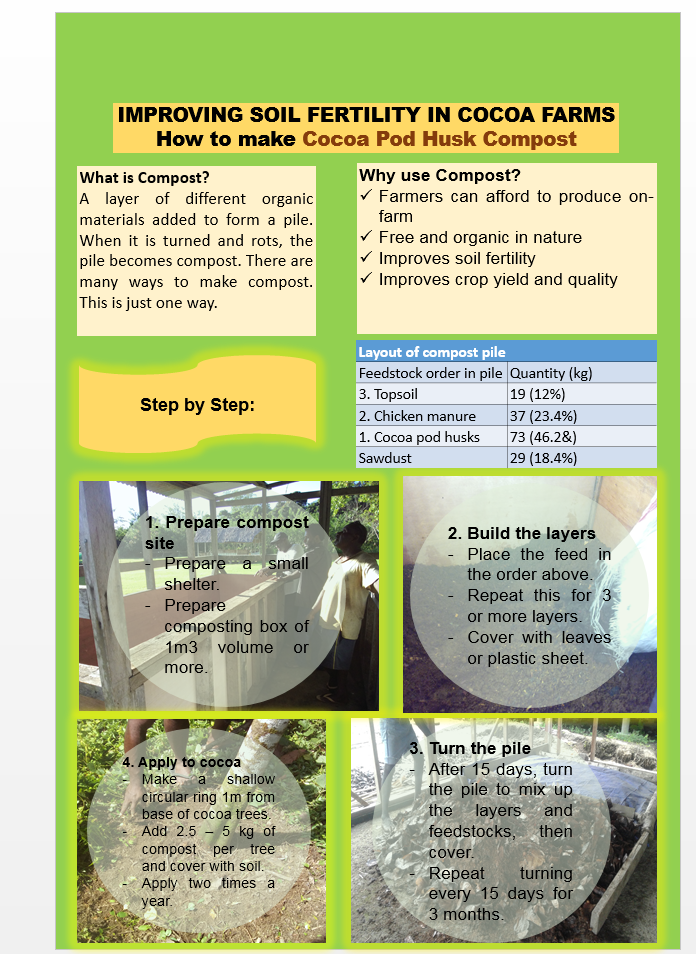 IMPROVING SOIL FERTILITY IN COCOA FARMS
How to make Cocoa Pod Husk Compost
What is Compost?
A layer of different organic
materials added to form a pile.
When it is turned and rots, the
pile becomes compost. There are
many ways to make compost.
This is just one way.
Why use Compost?
✓ Farmers can afford to produce on-
farm
✓ Free and organic in nature
✓ Improves soil fertility
✓ Improves crop yield and quality
Step by Step:
Layout of compost pile
Feedstock order in pile Quantity (kg)
3. Topsoil 19 (12%)
2. Chicken manure 37 (23.4%)
1. Cocoa pod husks 73 (46.2&)
Sawdust 29 (18.4%)
1. Prepare compost
site
- Prepare a small
shelter.
- Prepare
composting box of
1m3 volume or
more.
2. Build the layers
- Place the feed in
the order above.
- Repeat this for 3
or more layers.
- Cover with leaves
or plastic sheet.
4. Apply to cocoa
- Make a shallow
circular ring 1m from
base of cocoa trees.
- Add 2.5 – 5 kg of
compost per tree
and cover with soil.
- Apply two times a
year.
3. Turn the pile
- After 15 days, turn
the pile to mix up
the layers and
feedstocks, then
cover.
- Repeat turning
every 15 days for
3 months.